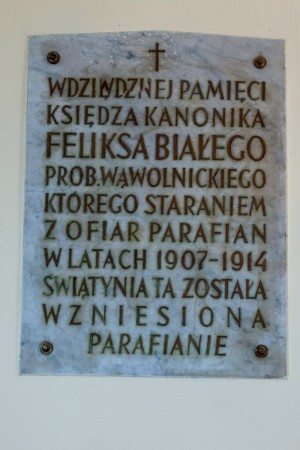 WDZIWDZNEJ PAMIĘCI
KSIĘDZA KANONIKA
FELIKSA BIAŁEGO
PROB. WĄWOLNICKIEGO
KTÓREGO STARANIEM
Z OFIAR PARAFIAN
W LATACH 1907-1914
ŚWIĄTYNIA TA ZOSTAŁA
WZNIESIONA
PARAFIANIE